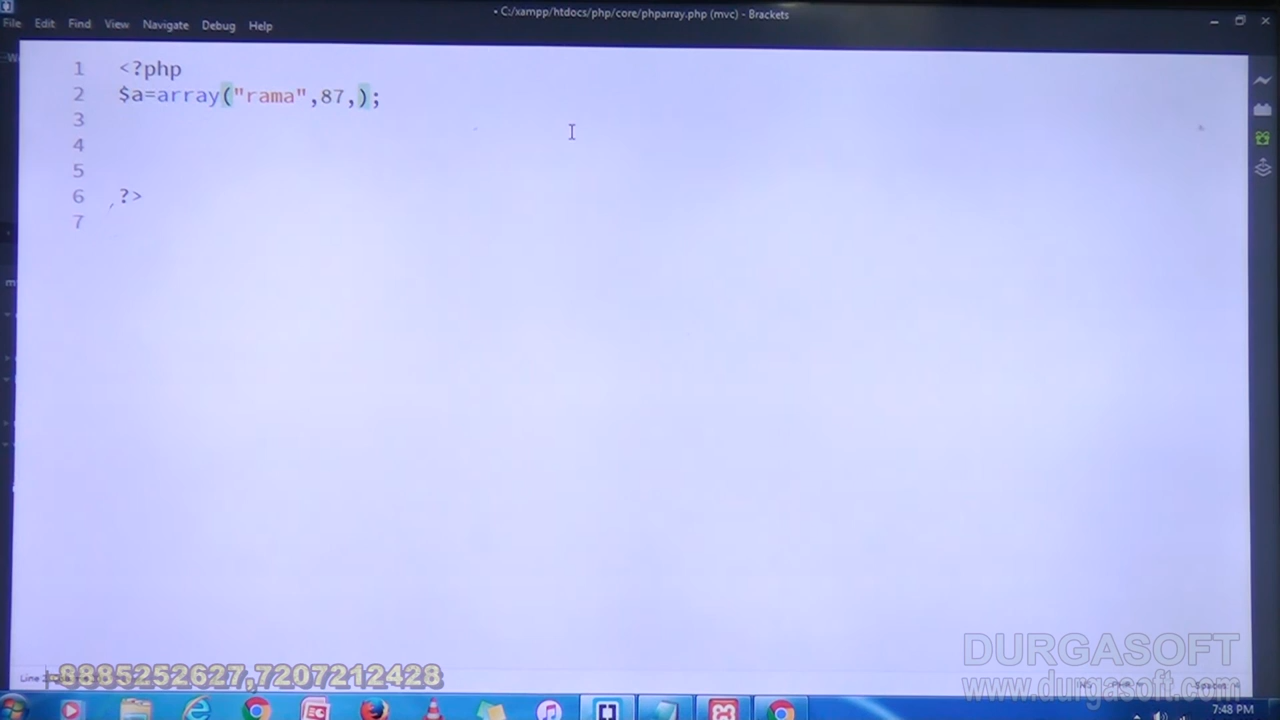 • C:/xampp/htdocs/php/core/phparray.php (mvc) - Brackets
File Edit Find View Navigate Debug Help
1 <?php
2 $a=array("rama",87,);
3
4
5
6 ?>
7
DURGASOFT
www.durgasoft.com
Line
8885252627,7207212428
7:48 PM